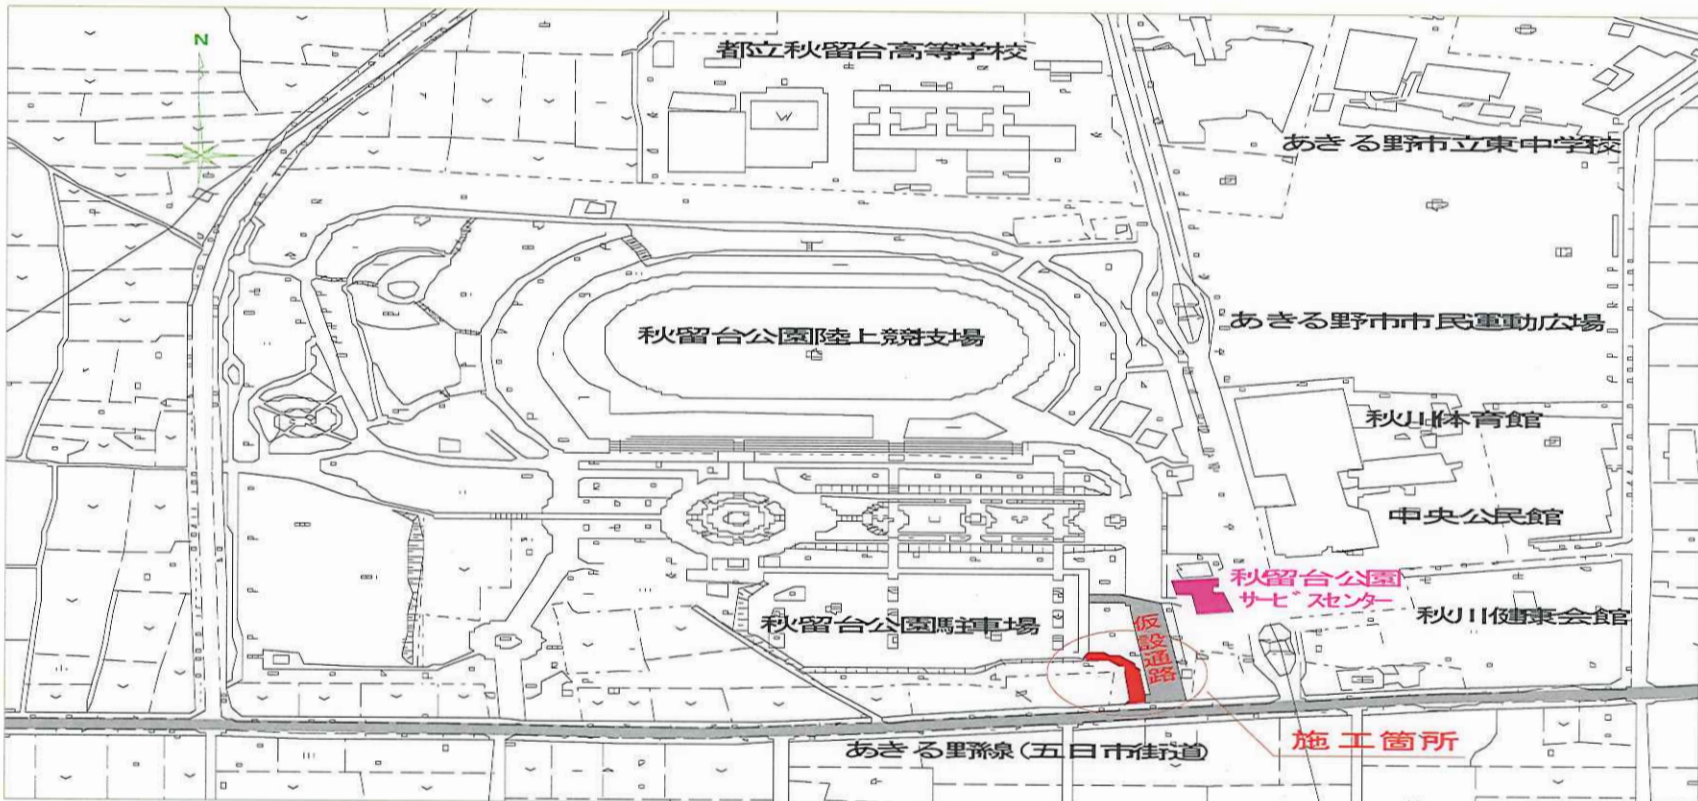 N
都立秋留台高等学校
あきる野市立東中学校
あきる野市市民運動広場
秋留台公園陸上競技場
秋川体育館
中央公民館
秋留台公園
サービスセンター
秋川健康会館
秋留台公園駐車場
仮設通路
あきる野線(五日市街道)
施工箇所